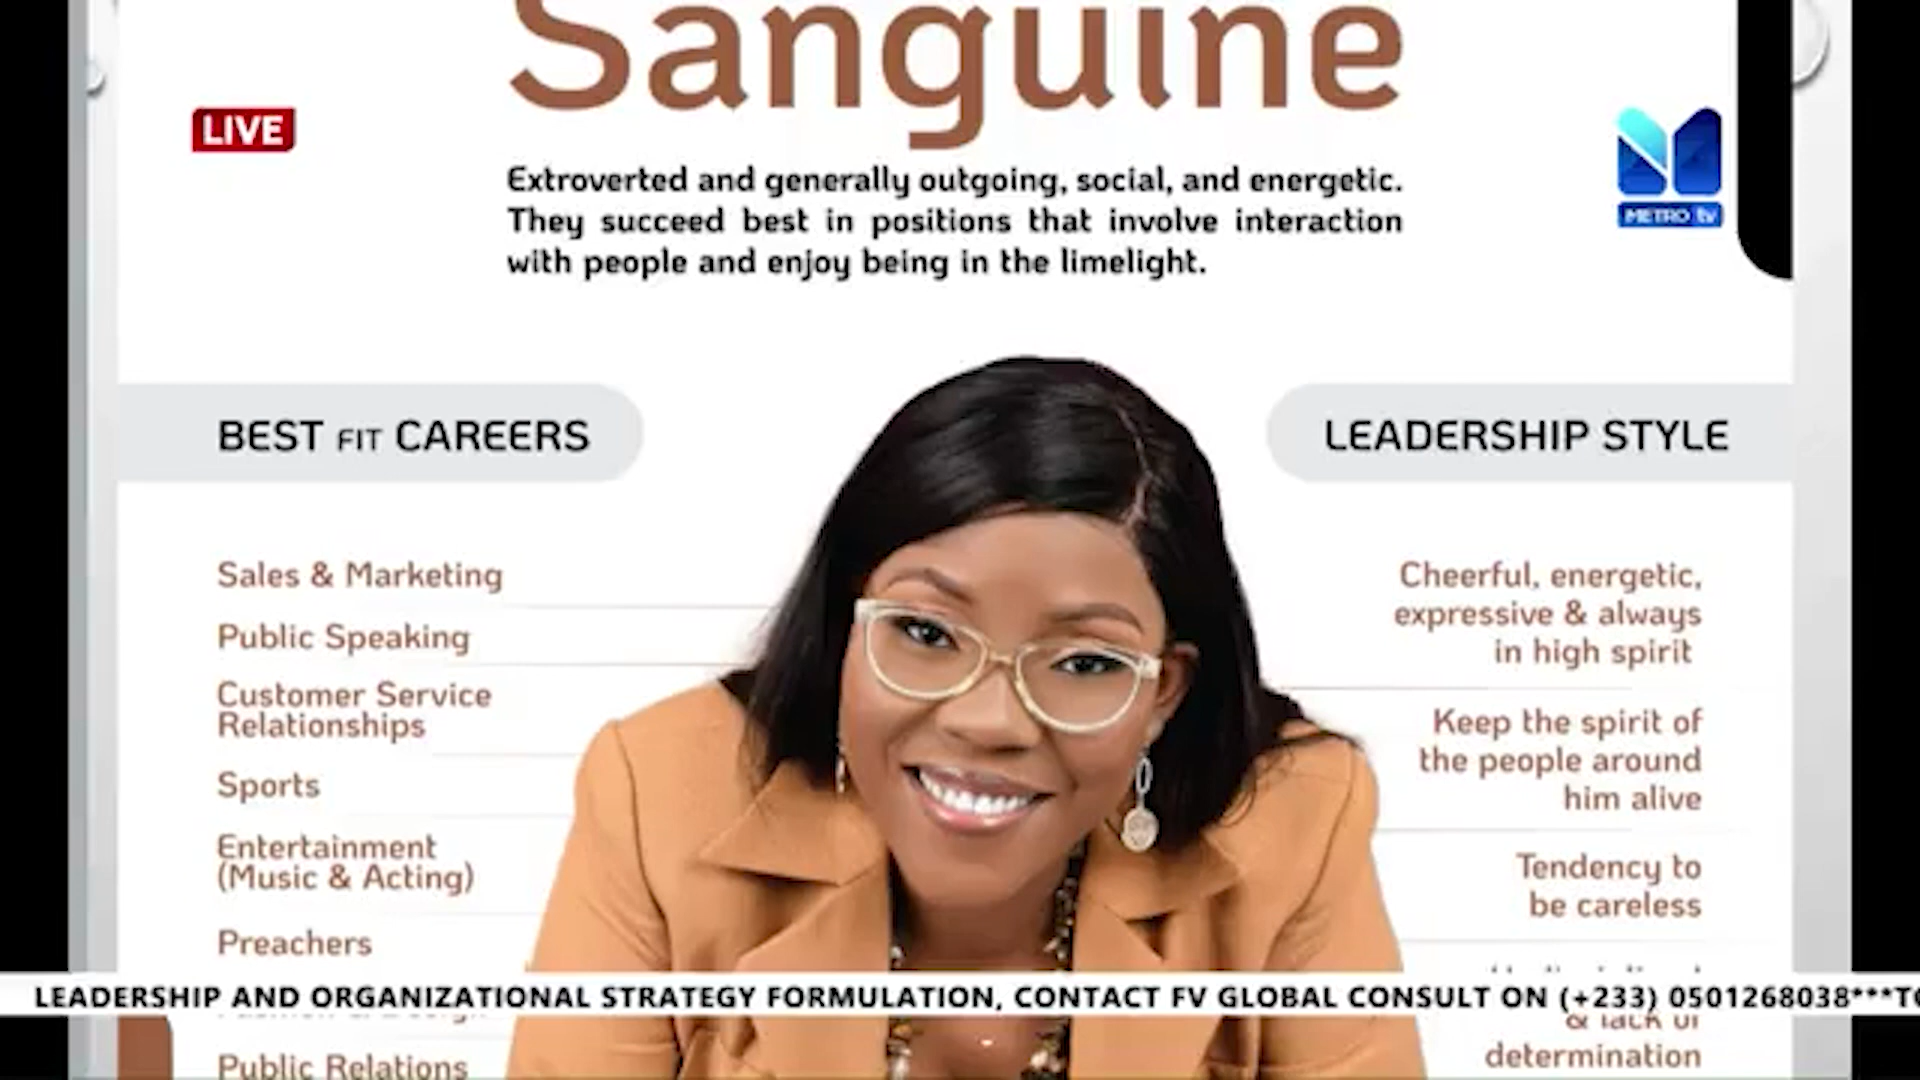 Sanguine
LIVE
METRO tv
Extroverted and generally outgoing, social, and energetic.
They succeed best in positions that involve interaction
with people and enjoy being in the limelight.
BEST FIT CAREERS
Sales & Marketing
Public Speaking
Customer Service
Relationships
Sports
Entertainment
(Music & Acting)
Preachers
Public Relations
LEADERSHIP STYLE
Cheerful, energetic,
expressive & always
in high spirit
Keep the spirit of
the people around
him alive
Tendency to
be careless
& lack of
determination
LEADERSHIP AND ORGANIZATIONAL STRATEGY FORMULATION, CONTACT FV GLOBAL CONSULT ON (+233) 0501268038***TO